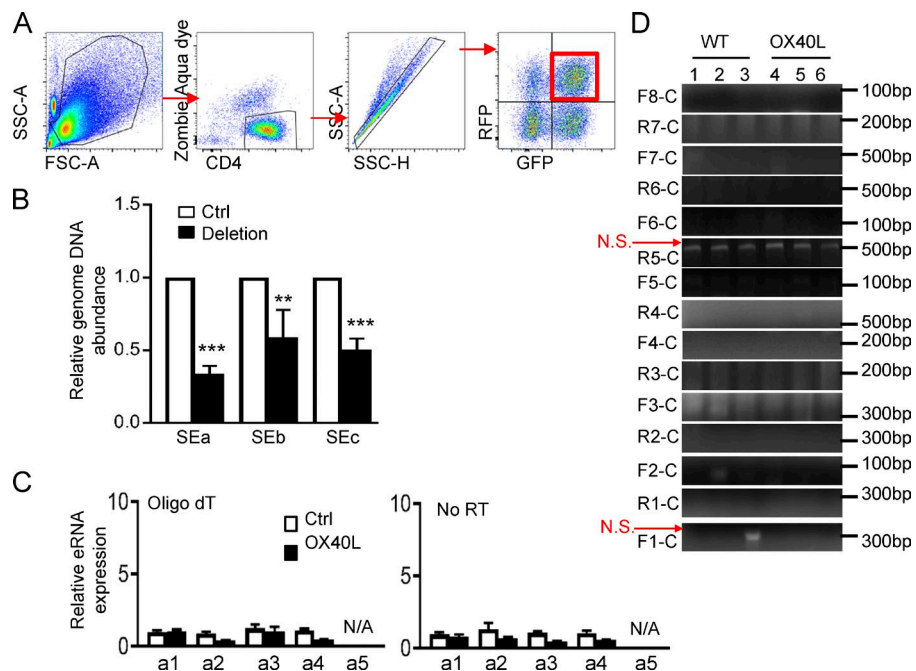 A
SSC-A
FSC-A
Zombie Aqua dye
CD4
SSC-A
SSC-H
RFP
GFP
B
Relative genome DNA
abundance
1.5
1.0
0.5
0.0
Ctrl
Deletion
***
**
***
SEa SEb SEc
C
Relative eRNA
expression
10
5
0
Oligo dT
Ctrl
OX40L
N/A
a1 a2 a3 a4 a5
10
5
0
No RT
N/A
a1 a2 a3 a4 a5
D
WT OX40L
1 2 3 4 5 6
F8-C 100bp
R7-C 200bp
F7-C 500bp
R6-C 500bp
F6-C 100bp
N.S.
R5-C 500bp
F5-C 100bp
R4-C 500bp
F4-C 200bp
R3-C 200bp
F3-C 300bp
R2-C 300bp
F2-C 100bp
R1-C 300bp
N.S.
F1-C 300bp